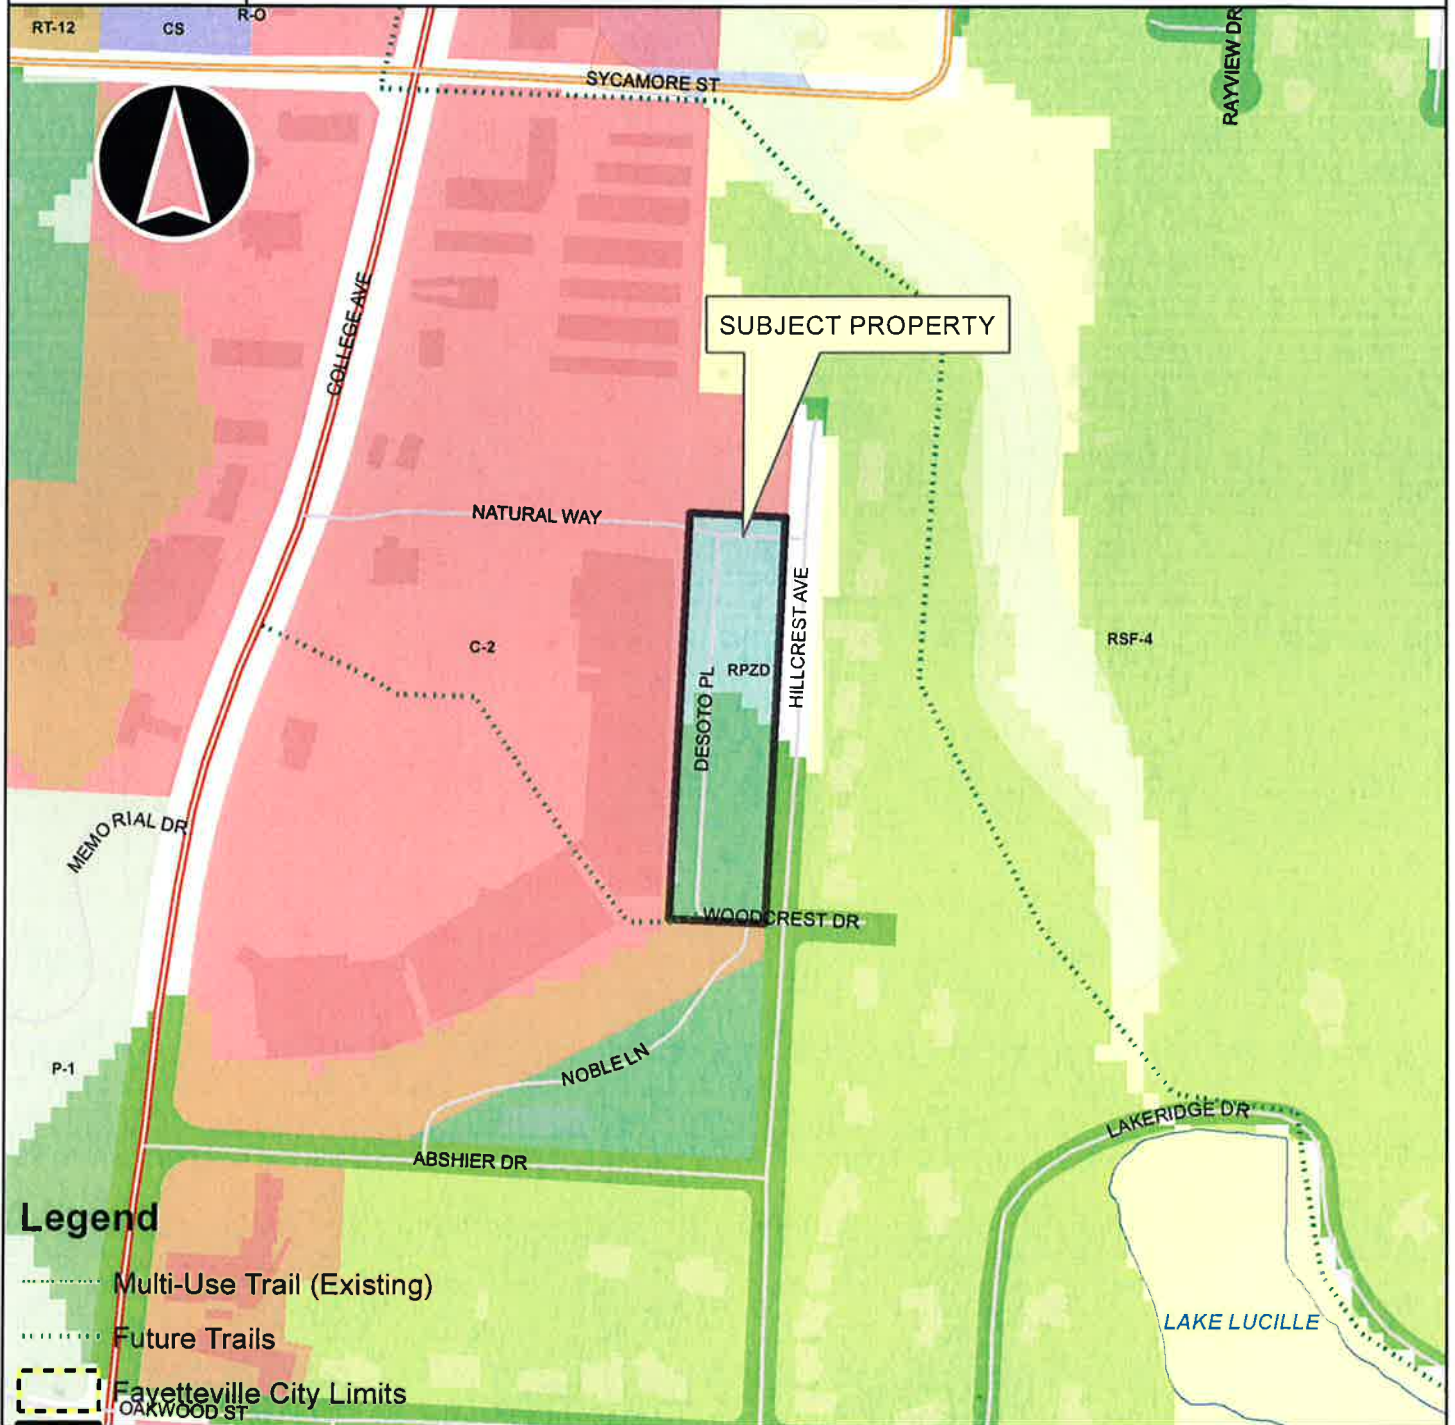 R-O
RT-12
CS
RAYVIEW DR
SYCAMORE ST
COLLEGE AVE
SUBJECT PROPERTY
NATURAL WAY
HILLCREST AVE
C-2
RSF-4
RPZD
DESOTO PL
MEMORIAL DR
WOODCREST DR
NOBLE LN
P-1
LAKERIDGE DR
ABSHIER DR
Legend
Multi-Use Trail (Existing)
Future Trails
LAKE LUCILLE
Fayetteville City Limits
OAKWOOD ST